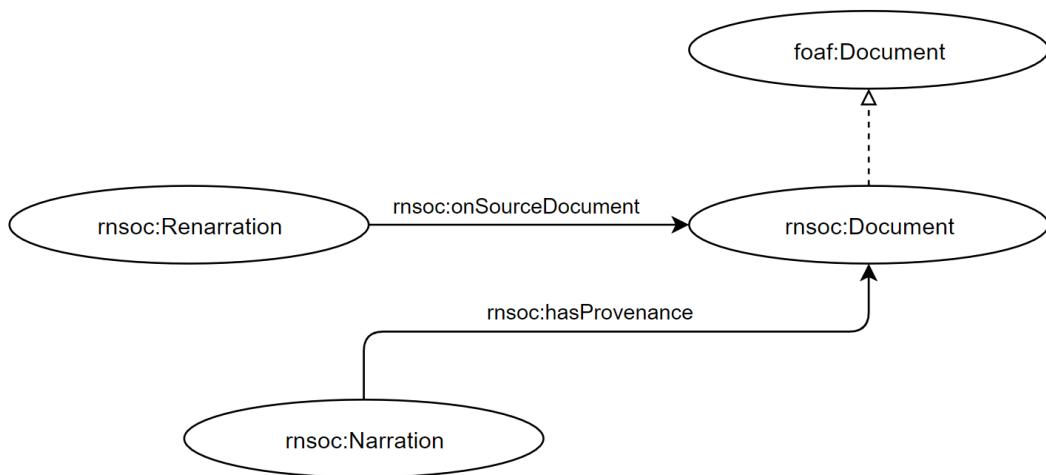 foaf:Document
rnsoc:onSourceDocument
rnsoc:Renarration
rnsoc:Document
rnsoc:hasProvenance
rnsoc:Narration